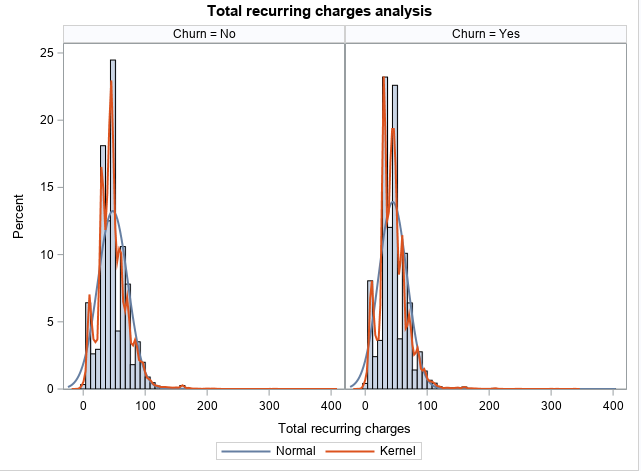 Total recurring charges analysis
Churn = No
Churn = Yes
25
20
15
10
5
0
Percent
0 100 200 300 400
0 100 200 300 400
Total recurring charges
Normal
Kernel